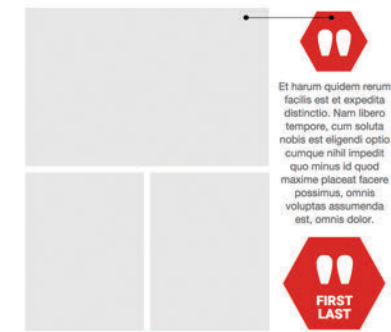 Et harum quidem rerum
facilis est et expedita
distinctio. Nam libero
tempore, cum soluta
nobis est eligendi optio
cumque nihil impedit
quo minus id quod
maxime placeat facere
possimus, omnis
voluptas assumenda
est, omnis dolor.
FIRST
LAST